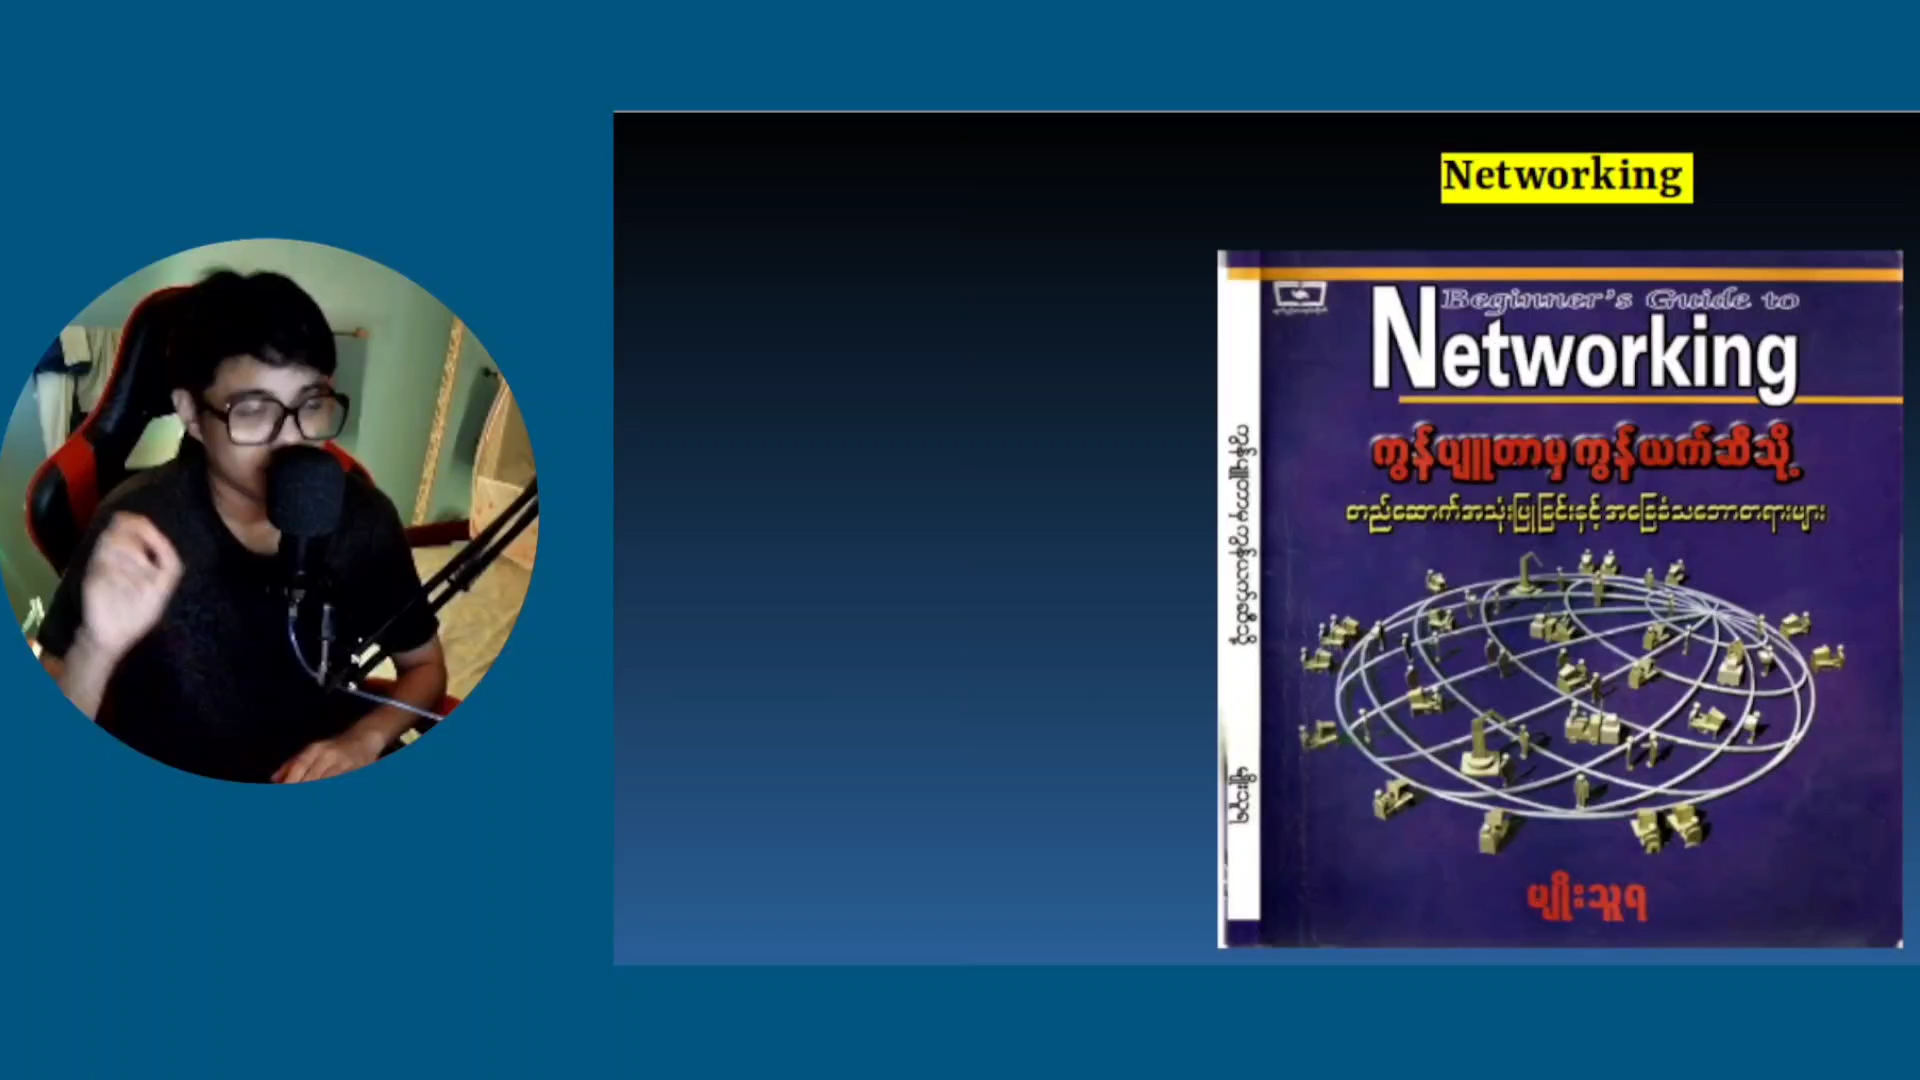 Networking
Beginner's Guide to
Networking
ကွန်ပျူတာမှ ကွန်ယက်ဆီသို့
တည်ဆောက်အသုံးပြုခြင်းနှင့် အခြေခံသဘောတရားများ
မျိုးသူရ